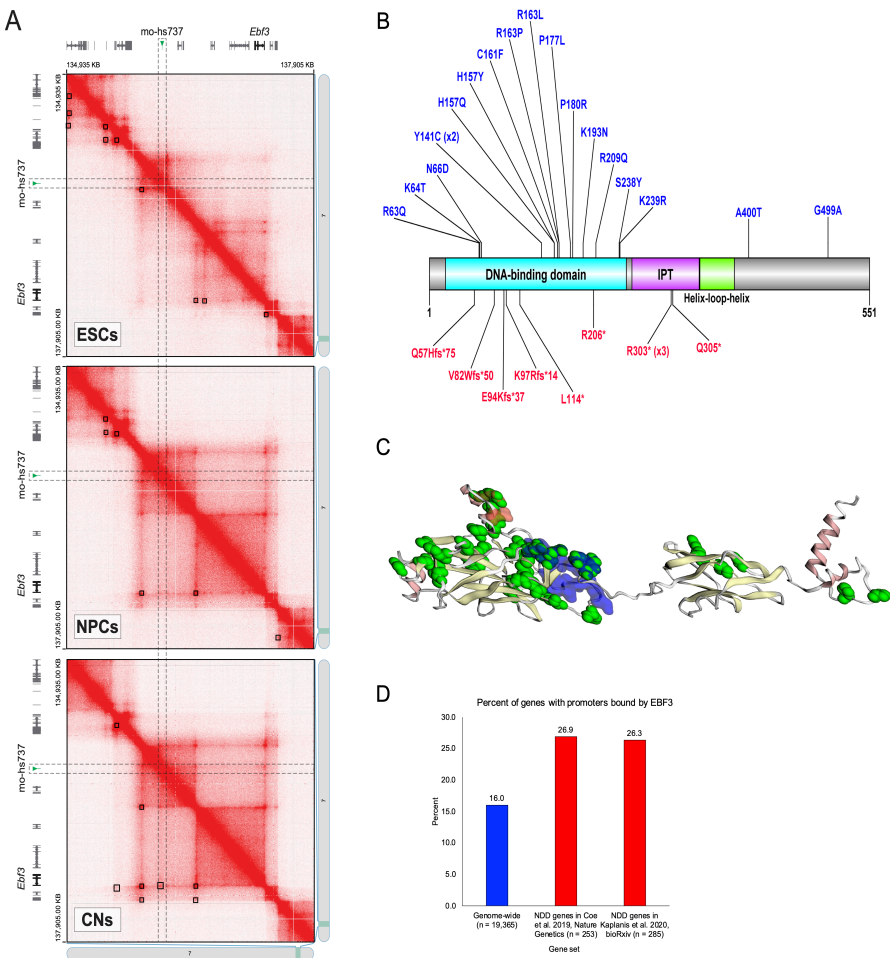 A
mo-hs737
Ebf3
134,935 KB
137,905 KB
134,935.00 KB
mo-hs737
Ebf3
137,905.00 KB
ESCs
7
134,935.00 KB
mo-hs737
Ebf3
137,905.00 KB
NPCs
7
134,935.00 KB
mo-hs737
Ebf3
137,905.00 KB
CNs
7
7
B
R163L
R163P
P177L
C161F
H157Y
P180R
H157Q
K193N
Y141C (x2)
R209Q
N66D
S238Y
K64T
K239R
R63Q
A400T
G499A
DNA-binding domain
IPT
Helix-loop-helix
1
551
R206*
Q57Hfs*75
R303* (x3)
Q305*
V82Wfs*50
K97Rfs*14
E94Kfs*37
L114*
C
D
Percent of genes with promoters bound by EBF3
30.0
25.0
20.0
15.0
10.0
5.0
0.0
Percent
16.0
26.9
26.3
Genome-wide
(n = 19,365)
NDD genes in Coe
et al. 2019, Nature
Genetics (n = 253)
NDD genes in
Kaplanis et al. 2020,
bioRxiv (n = 285)
Gene set